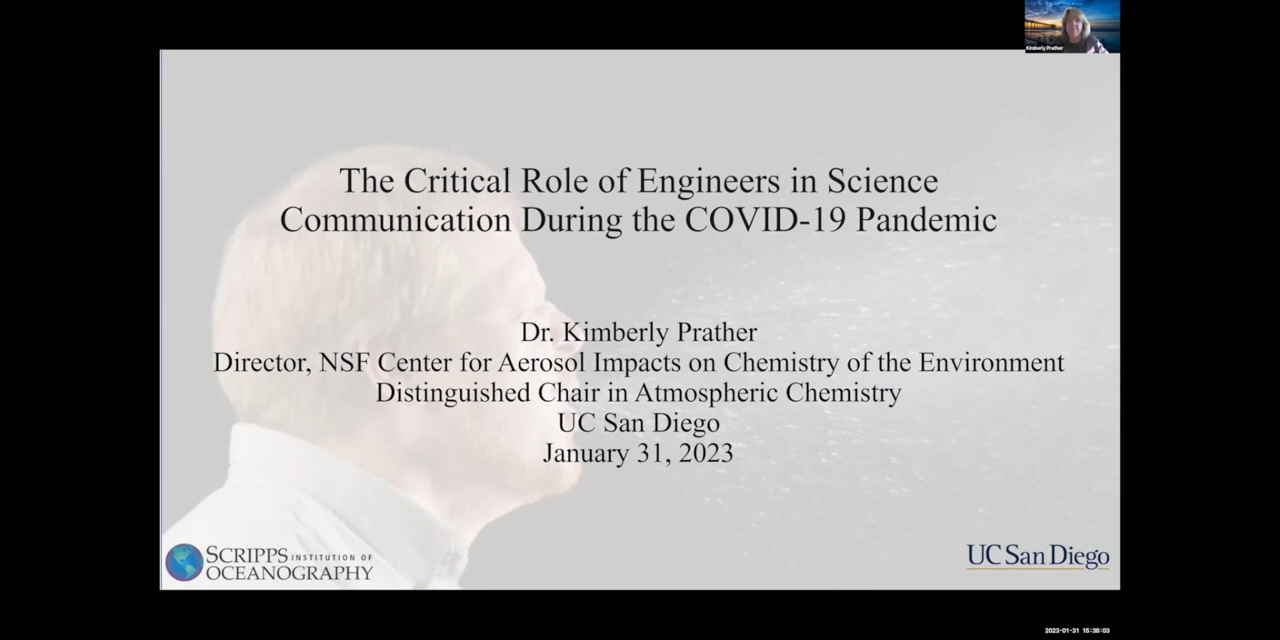 Kimberly Prather
The Critical Role of Engineers in Science
Communication During the COVID-19 Pandemic
Dr. Kimberly Prather
Director, NSF Center for Aerosol Impacts on Chemistry of the Environment
Distinguished Chair in Atmospheric Chemistry
UC San Diego
January 31, 2023
SCRIPPS INSTITUTION OF
OCEANOGRAPHY
UC San Diego
2023-01-31 15:38:03